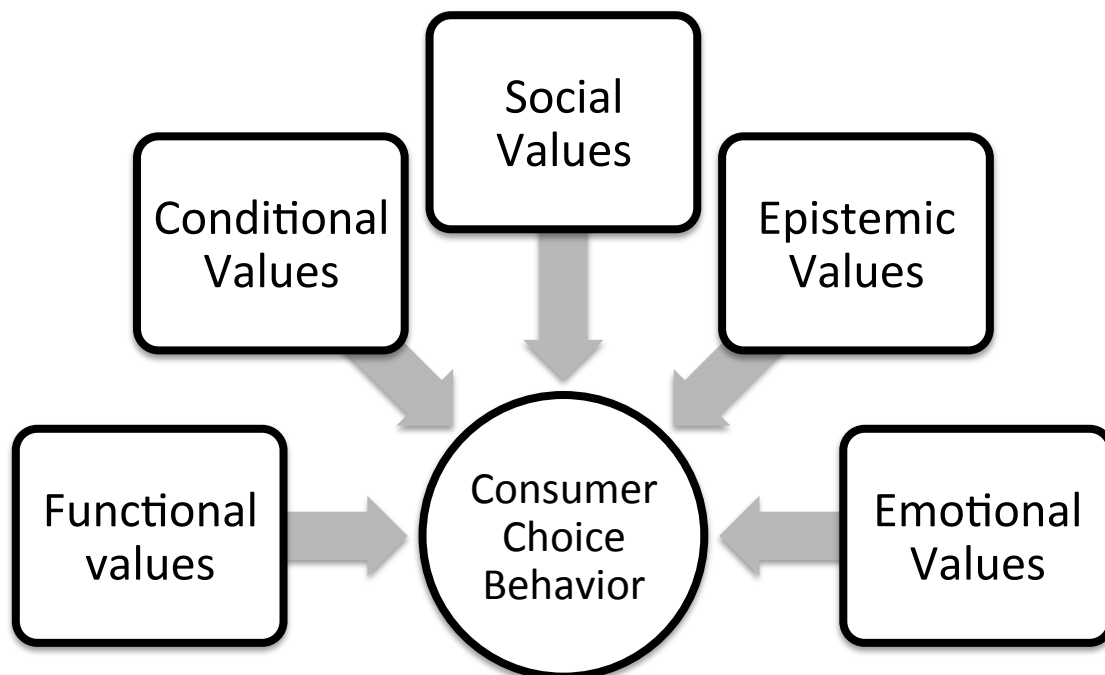 Social
Values
Conditional
Values
Epistemic
Values
Functional
values
Consumer
Choice
Behavior
Emotional
Values